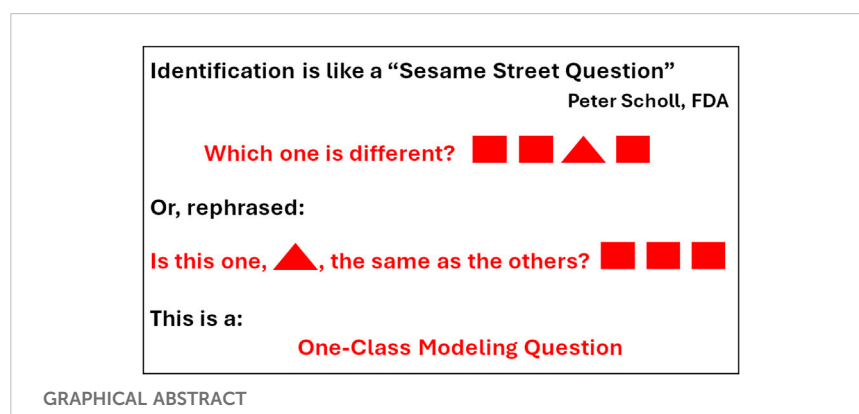 Identification is like a “Sesame Street Question”
Peter Scholl, FDA
Which one is different?
Or, rephrased:
Is this one, , the same as the others?
This is a:
One-Class Modeling Question
GRAPHICAL ABSTRACT